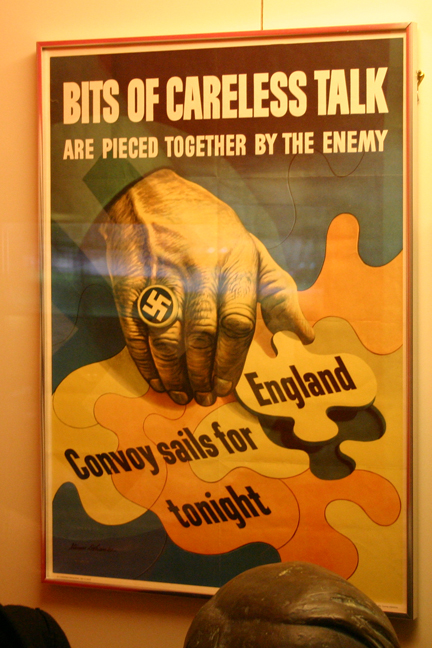 BITS OF CARELESS TALK
ARE PIECED TOGETHER BY THE ENEMY
England
Convoy sails for
tonight